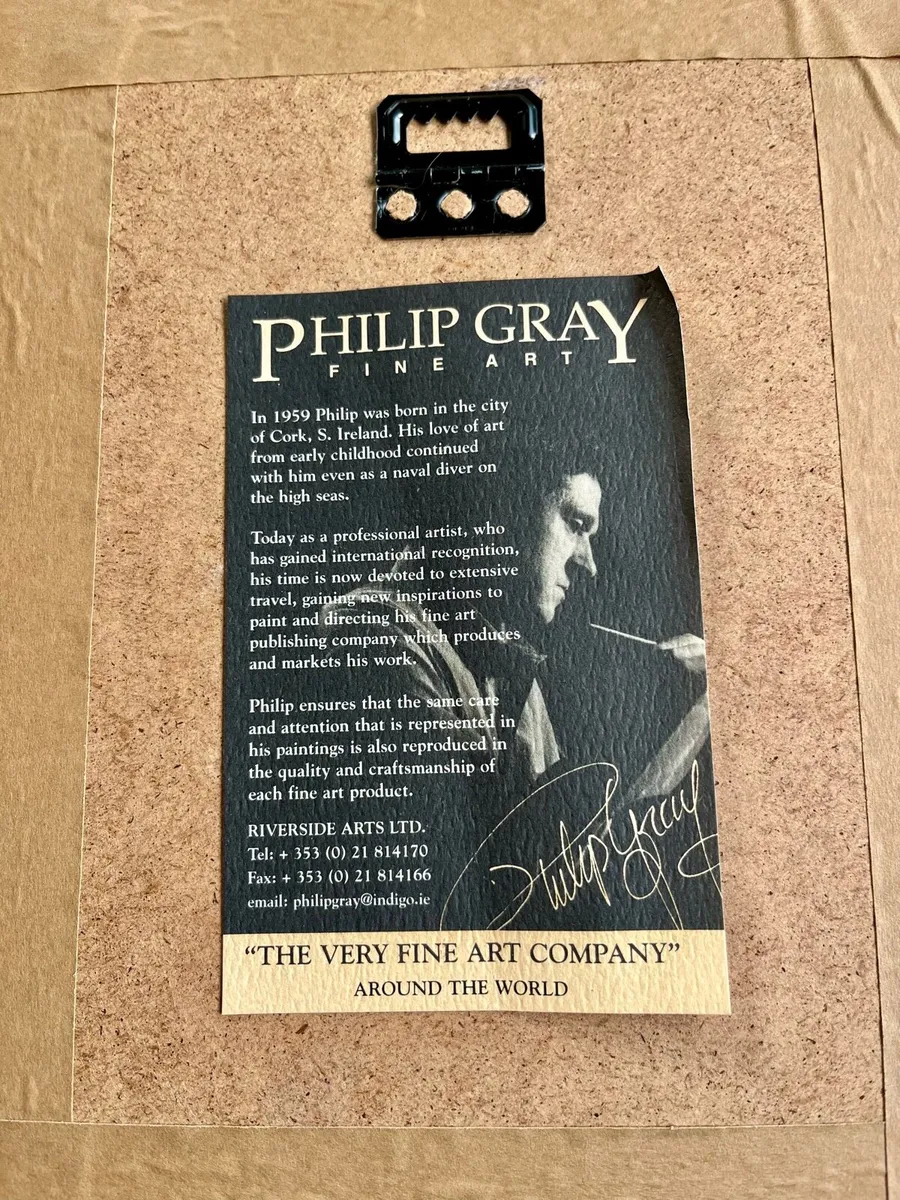 PHILIP GRAY
FINE ART
In 1959 Philip was born in the city
of Cork, S. Ireland. His love of art
from early childhood continued
with him even as a naval diver on
the high seas.
Today as a professional artist, who
has gained international recognition,
his time is now devoted to extensive
travel, gaining new inspirations to
paint and directing his fine art
publishing company which produces
and markets his work.
Philip ensures that the same care
and attention that is represented in
his paintings is also reproduced in
the quality and craftsmanship of
each fine art product.
RIVERSIDE ARTS LTD.
Tel: + 353 (0) 21 814170
Fax: + 353 (0) 21 814166
email: philipgray@indigo.ie
Philip Gray
“THE VERY FINE ART COMPANY”
AROUND THE WORLD